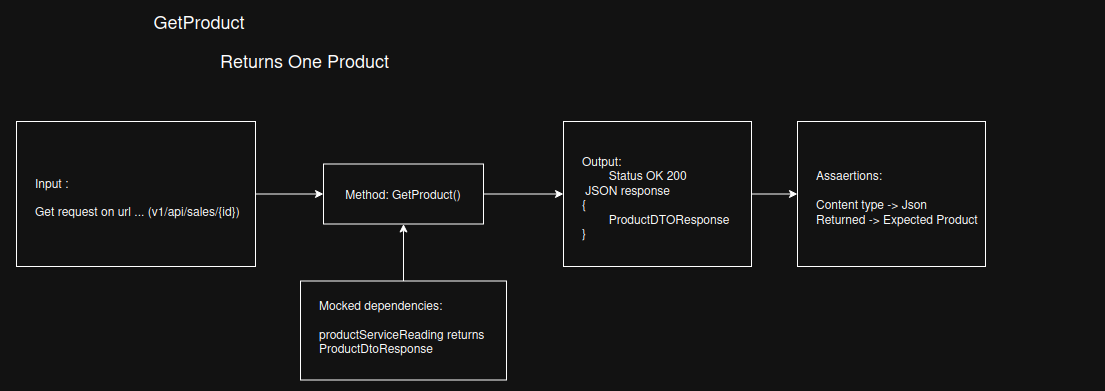 GetProduct
Returns One Product
Input :
Get request on url ... (v1/api/sales/{id})
Method: GetProduct()
Mocked dependencies:
productServiceReading returns
ProductDtoResponse
Output:
Status OK 200
JSON response
{
ProductDTOResponse
}
Assaertions:
Content type -> Json
Returned -> Expected Product